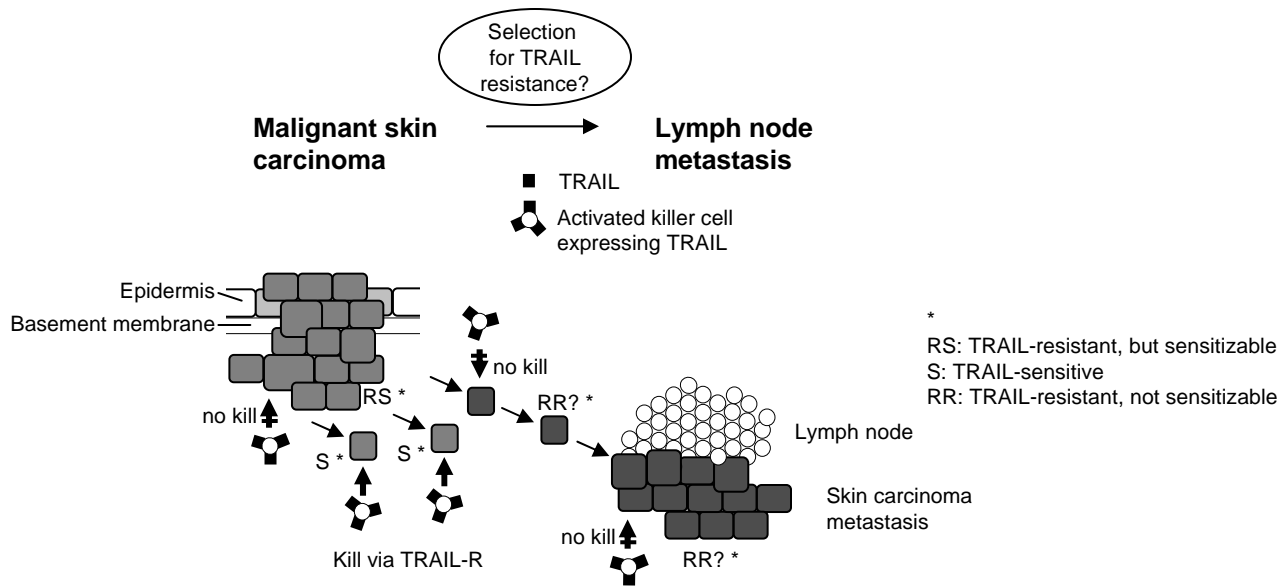 Selection
for TRAIL
resistance?
Malignant skin
carcinoma
Lymph node
metastasis
TRAIL
Activated killer cell
expressing TRAIL
Epidermis
Basement membrane
no kill
RS *
no kill
RR? *
S *
S *
Kill via TRAIL-R
Lymph node
Skin carcinoma
metastasis
no kill
RR? *
*
RS: TRAIL-resistant, but sensitizable
S: TRAIL-sensitive
RR: TRAIL-resistant, not sensitizable